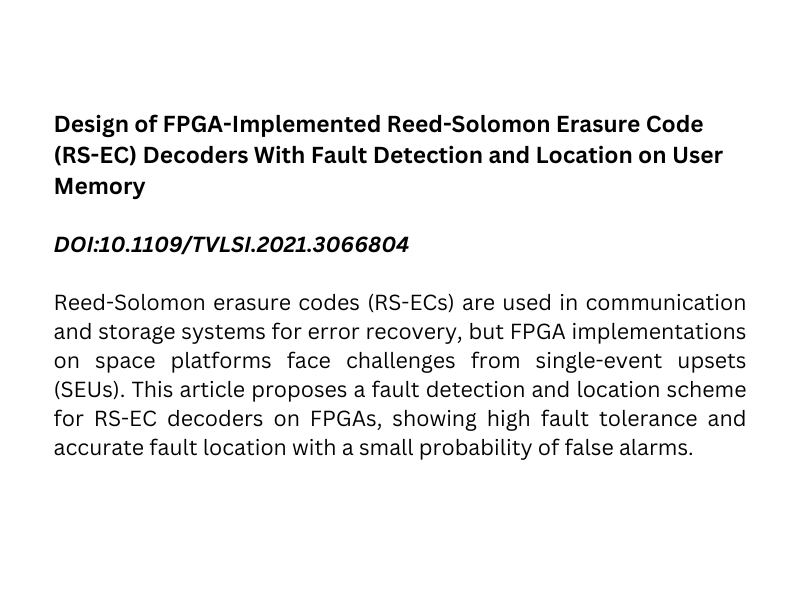 Design of FPGA-Implemented Reed-Solomon Erasure Code
(RS-EC) Decoders With Fault Detection and Location on User
Memory
DOI:10.1109/TVLSI.2021.3066804
Reed-Solomon erasure codes (RS-ECs) are used in communication
and storage systems for error recovery, but FPGA implementations
on space platforms face challenges from single-event upsets
(SEUs). This article proposes a fault detection and location scheme
for RS-EC decoders on FPGAs, showing high fault tolerance and
accurate fault location with a small probability of false alarms.